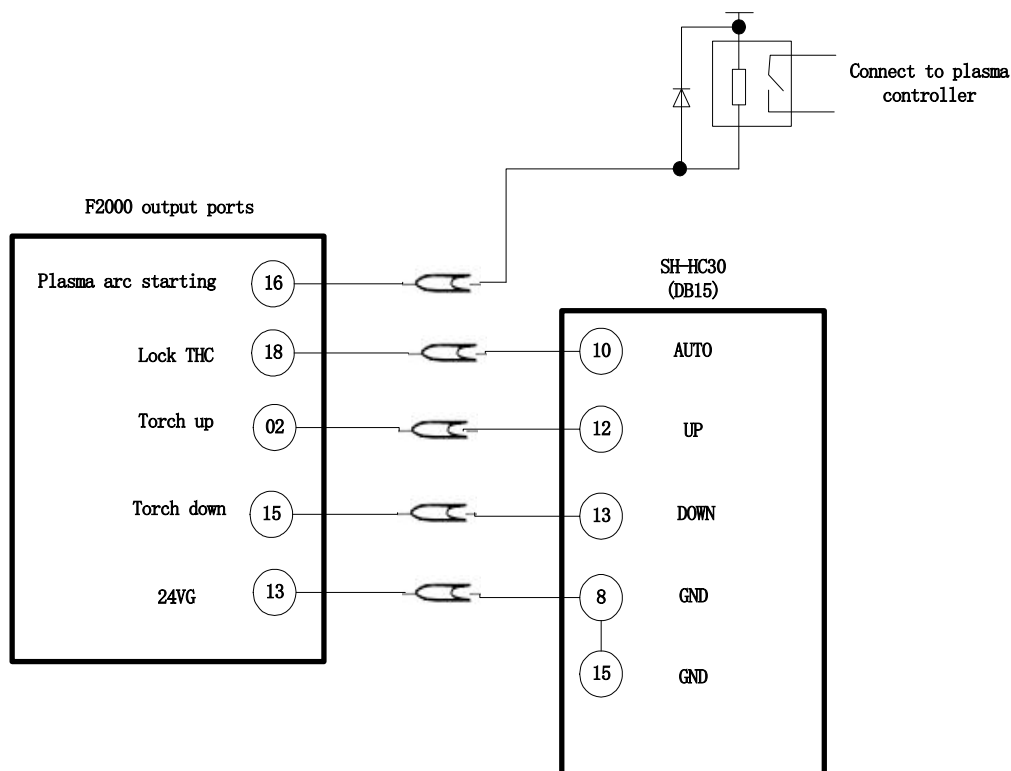 Connect to plasma
controller
F2000 output ports
Plasma arc starting 16
Lock THC 18
Torch up 02
Torch down 15
24VG 13
SH-HC30
(DB15)
10 AUTO
12 UP
13 DOWN
8 GND
15 GND